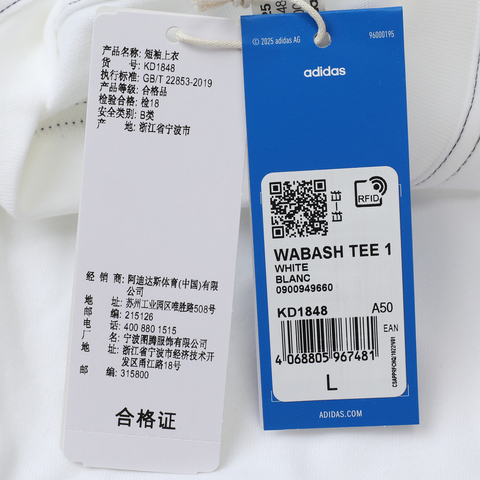 产品名称: 短袖上衣
货 号: KD1848
执行标准: GB/T 22853-2019
产品等级: 合格品
检验合格: 检18
安全类别: B类
产 地: 浙江省宁波市
经 销 商: 阿迪达斯体育(中国)有限
公司
地 址: 苏州工业园区唯胜路508号
邮 编: 215126
电 话: 400 880 1515
厂 名: 宁波图腾服饰有限公司
地 址: 浙江省宁波市经济技术开
发区甬江路18号
邮 编: 315800
合格证
© 2025 adidas AG
96000195
adidas
RFID
WABASH TEE 1
WHITE
BLANC
0900949660
KD1848
A50
EAN
4 068805 967481
L
ADIDAS.COM